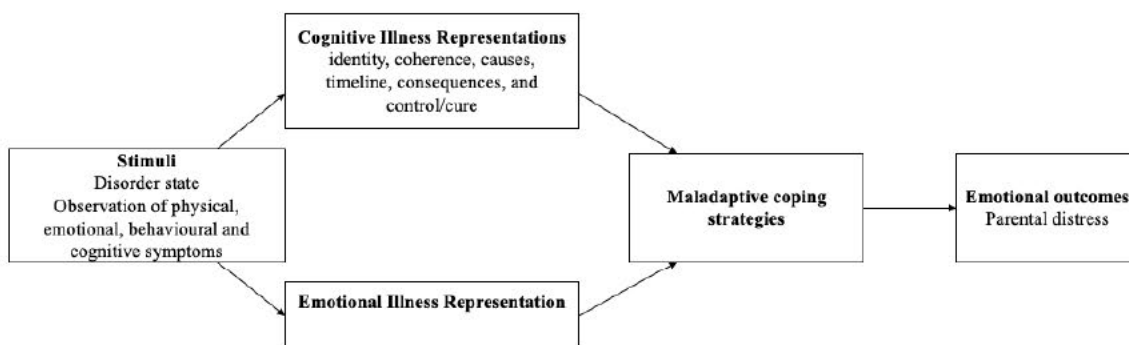 Cognitive Illness Representations
identity, coherence, causes,
timeline, consequences, and
control/cure
Stimuli
Disorder state
Observation of physical,
emotional, behavioural and
cognitive symptoms
Emotional Illness Representation
Maladaptive coping
strategies
Emotional outcomes
Parental distress